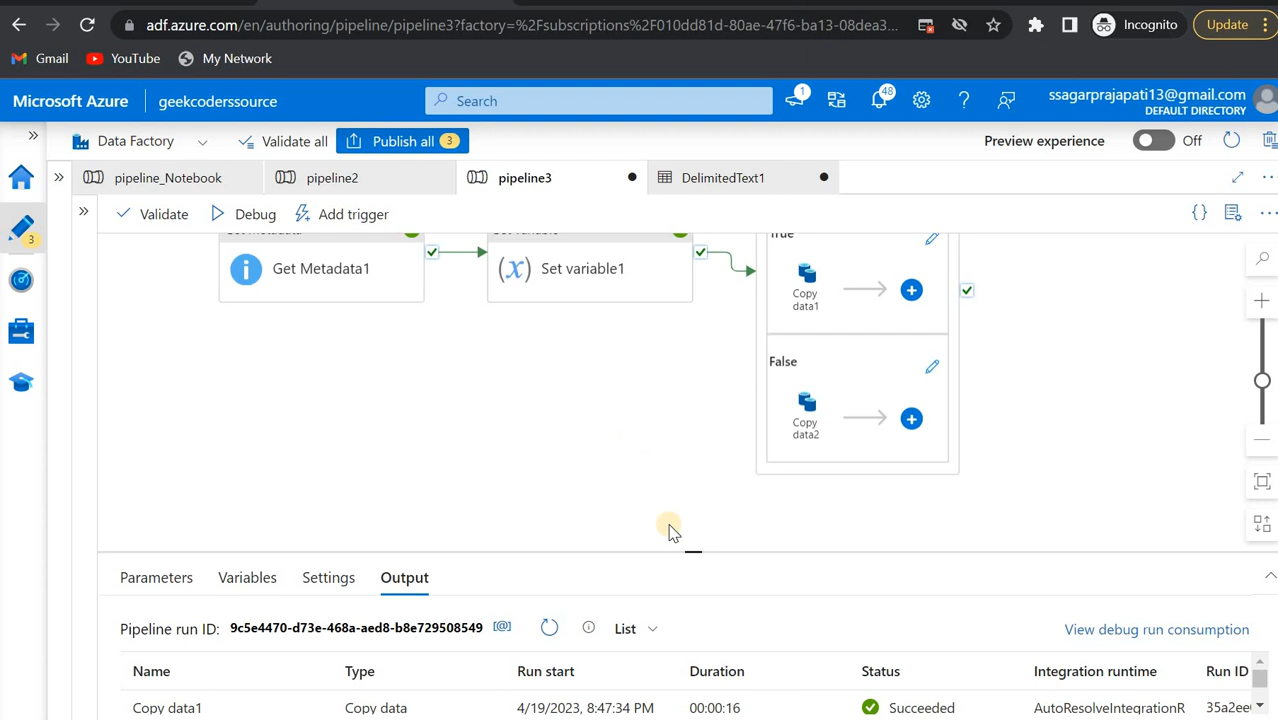 adf.azure.com/en/authoring/pipeline/pipeline3?factory=%2Fsubscriptions%2F010dd81d-80ae-47f6-ba13-08dea3...
Incognito
Update
Gmail
YouTube
My Network
Microsoft Azure
geekcoderssource
Search
1
48
ssagarprajapati13@gmail.com
DEFAULT DIRECTORY
Data Factory
Validate all
Publish all
3
Preview experience
Off
pipeline_Notebook
pipeline2
pipeline3
DelimitedText1
Validate
Debug
Add trigger
3
Get Metadata1
(x) Set variable1
True
Copy
data1
False
Copy
data2
Parameters
Variables
Settings
Output
Pipeline run ID: 9c5e4470-d73e-468a-aed8-b8e729508549
List
View debug run consumption
Name Type Run start Duration Status Integration runtime Run ID
Copy data1 Copy data 4/19/2023, 8:47:34 PM 00:00:16 Succeeded AutoResolveIntegrationR 35a2ee